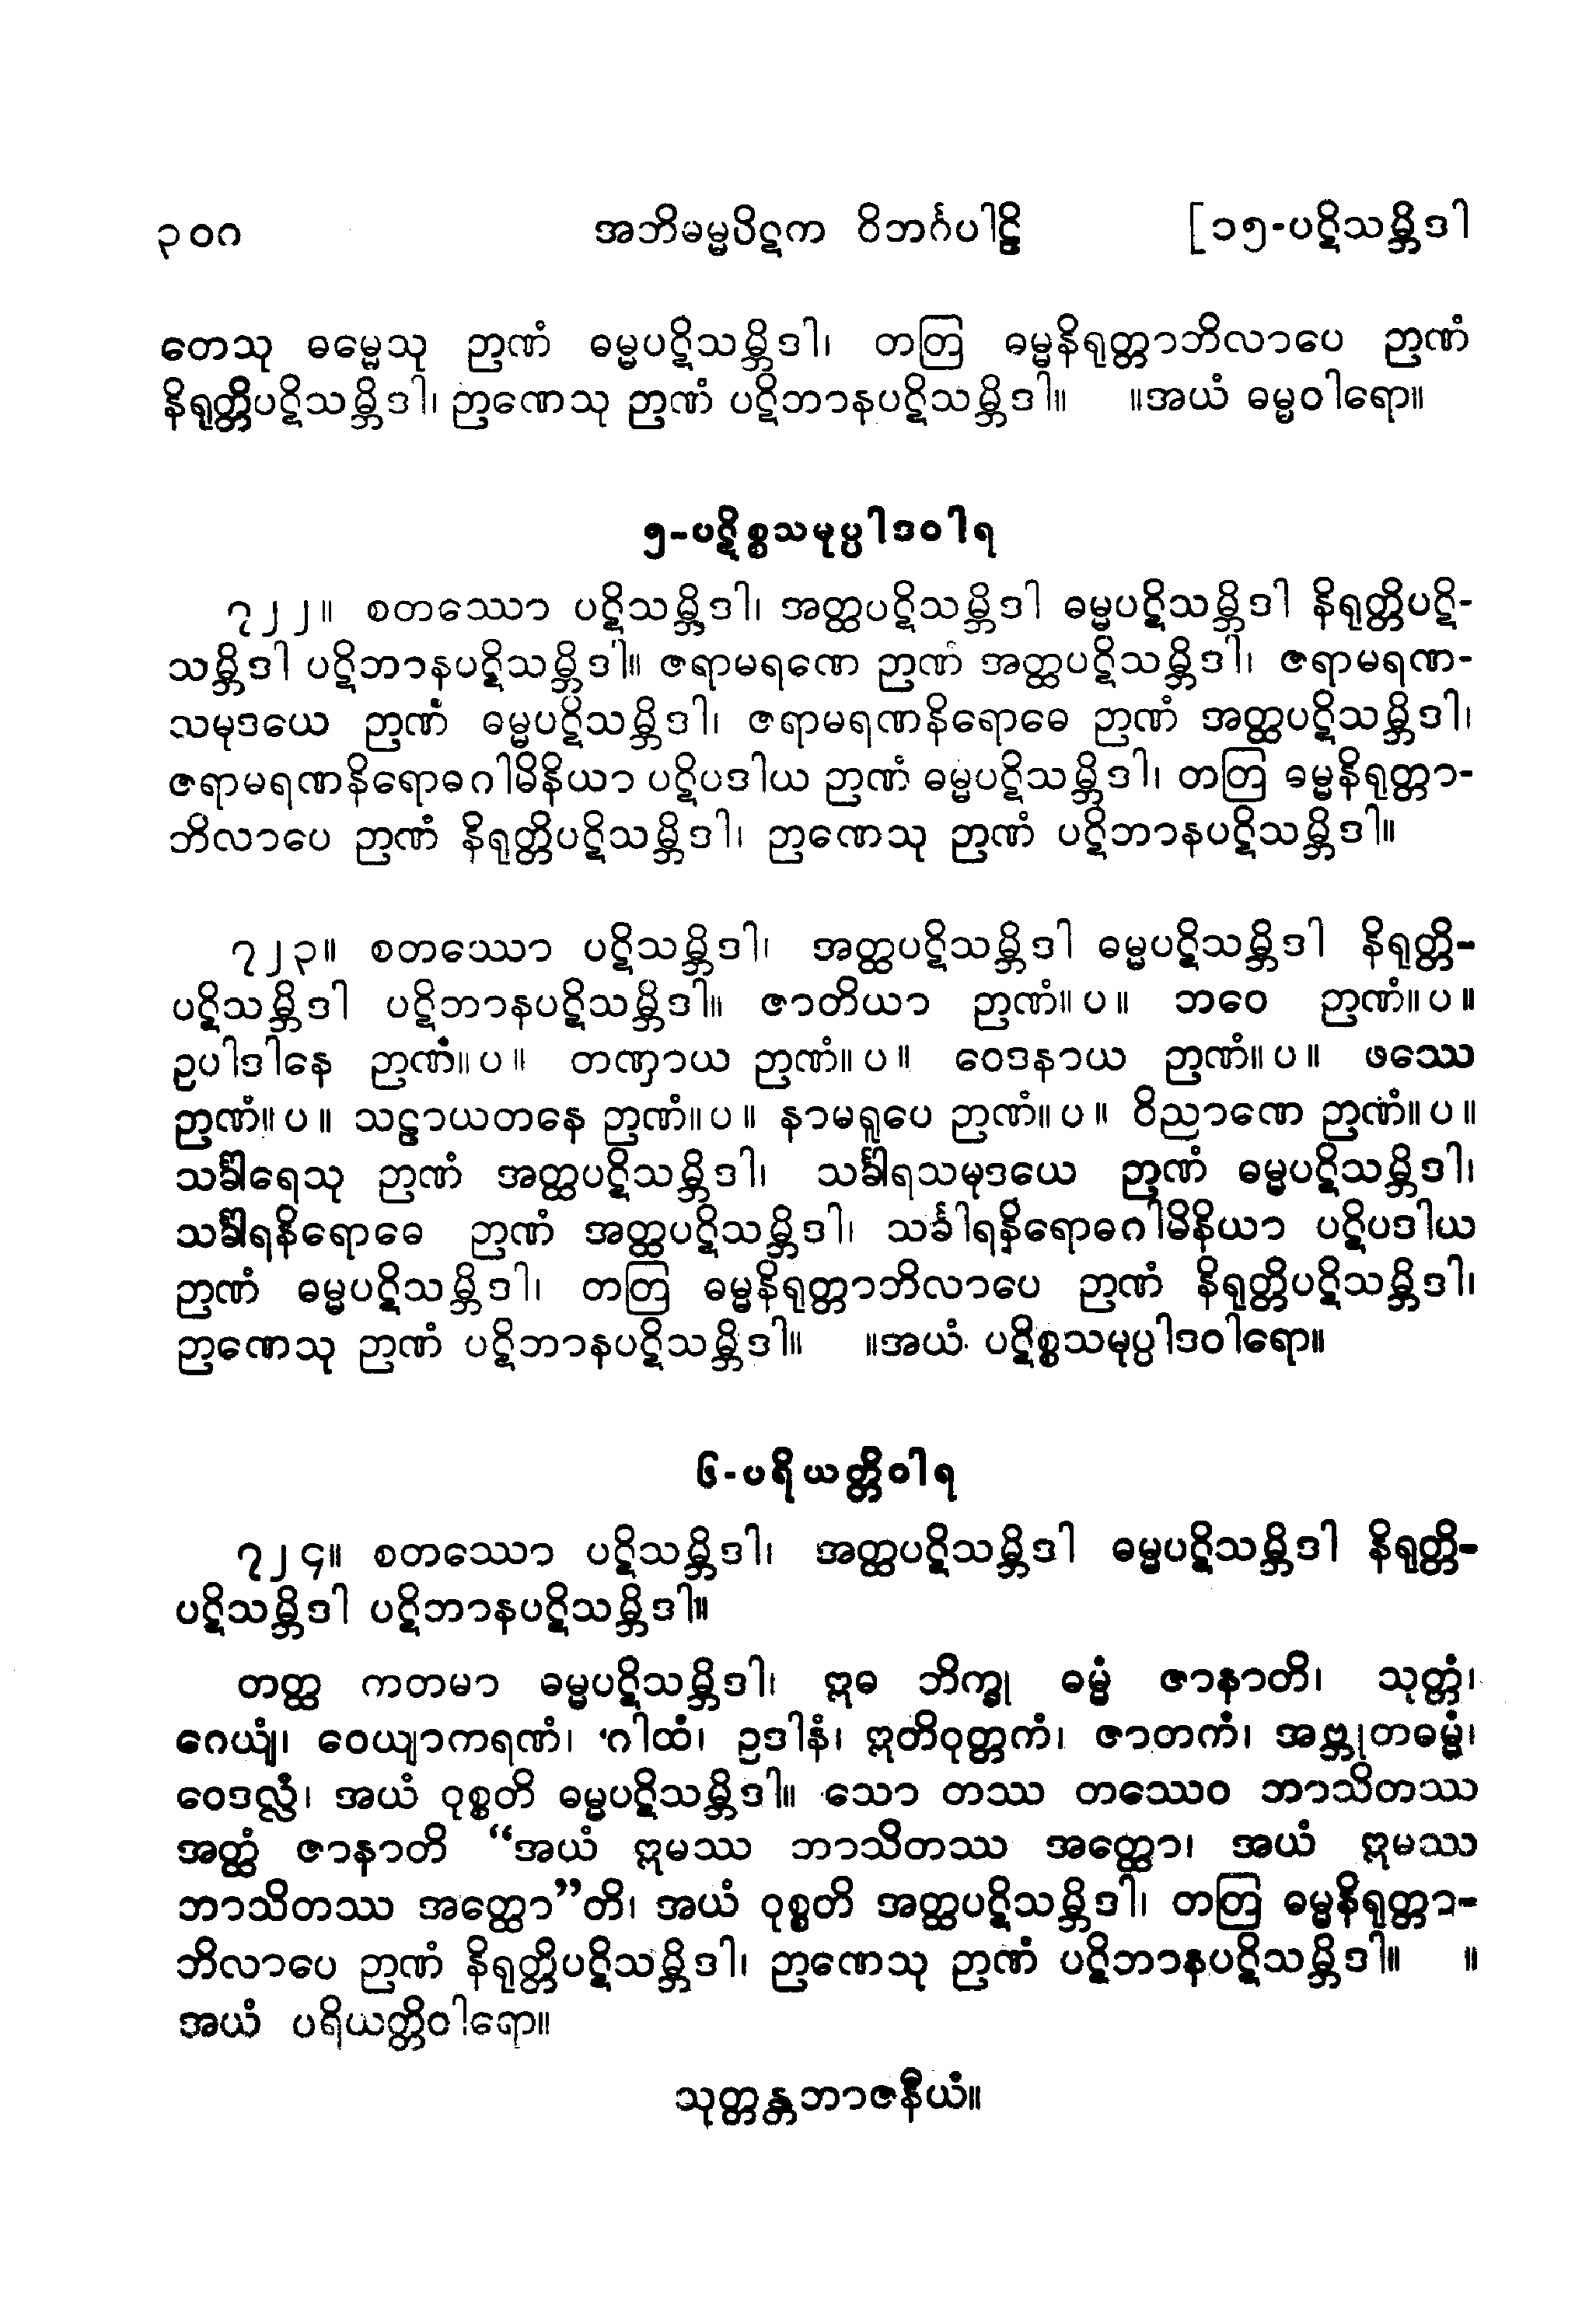 ၃၀ဂ အဘိဓမ္မပိဋက ဝိဘင်္ဂပါဠိ [၁၅-ပဋိသမ္ဘိဒါ
တေသု ဓမ္မေသု ဉာဏံ ဓမ္မပဋိသမ္ဘိဒါ၊ တတြ ဓမ္မနိရုတ္တာဘိလာပေ ဉာဏံ
နိရုတ္တိပဋိသမ္ဘိဒါ၊ ဉာဏေသု ဉာဏံ ပဋိဘာနပဋိသမ္ဘိဒါ။ ။အယံ ဓမ္မဝါရော။
၅-ပဋိစ္စသမုပ္ပါဒဝါရ
၇၂၂။ စတဿော ပဋိသမ္ဘိဒါ၊ အတ္ထပဋိသမ္ဘိဒါ ဓမ္မပဋိသမ္ဘိဒါ နိရုတ္တိပဋိ-
သမ္ဘိဒါ ပဋိဘာနပဋိသမ္ဘိဒါ။ ဇရာမရဏေ ဉာဏံ အတ္ထပဋိသမ္ဘိဒါ၊ ဇရာမရဏ-
သမုဒယေ ဉာဏံ ဓမ္မပဋိသမ္ဘိဒါ၊ ဇရာမရဏနိရောဓေ ဉာဏံ အတ္ထပဋိသမ္ဘိဒါ၊
ဇရာမရဏနိရောဓဂါမိနိယာ ပဋိပဒါယ ဉာဏံ ဓမ္မပဋိသမ္ဘိဒါ၊ တတြ ဓမ္မနိရုတ္တာ-
ဘိလာပေ ဉာဏံ နိရုတ္တိပဋိသမ္ဘိဒါ၊ ဉာဏေသု ဉာဏံ ပဋိဘာနပဋိသမ္ဘိဒါ။
၇၂၃။ စတဿော ပဋိသမ္ဘိဒါ၊ အတ္ထပဋိသမ္ဘိဒါ ဓမ္မပဋိသမ္ဘိဒါ နိရုတ္တိ-
ပဋိသမ္ဘိဒါ ပဋိဘာနပဋိသမ္ဘိဒါ။ ဇာတိယာ ဉာဏံ။ပ။ ဘဝေ ဉာဏံ။ပ။
ဥပါဒါနေ ဉာဏံ။ပ။ တဏှာယ ဉာဏံ။ပ။ ဝေဒနာယ ဉာဏံ။ပ။ ဖဿေ
ဉာဏံ။ပ။ သဠာယတနေ ဉာဏံ။ပ။ နာမရူပေ ဉာဏံ။ပ။ ဝိညာဏေ ဉာဏံ။ပ။
သင်္ခါရေသု ဉာဏံ အတ္ထပဋိသမ္ဘိဒါ၊ သင်္ခါရသမုဒယေ ဉာဏံ ဓမ္မပဋိသမ္ဘိဒါ၊
သင်္ခါရနိရောဓေ ဉာဏံ အတ္ထပဋိသမ္ဘိဒါ၊ သင်္ခါရနိရောဓဂါမိနိယာ ပဋိပဒါယ
ဉာဏံ ဓမ္မပဋိသမ္ဘိဒါ၊ တတြ ဓမ္မနိရုတ္တာဘိလာပေ ဉာဏံ နိရုတ္တိပဋိသမ္ဘိဒါ၊
ဉာဏေသု ဉာဏံ ပဋိဘာနပဋိသမ္ဘိဒါ။ ။အယံ ပဋိစ္စသမုပ္ပါဒဝါရော။
၆-ပရိယတ္တိဝါရ
၇၂၄။ စတဿော ပဋိသမ္ဘိဒါ၊ အတ္ထပဋိသမ္ဘိဒါ ဓမ္မပဋိသမ္ဘိဒါ နိရုတ္တိ-
ပဋိသမ္ဘိဒါ ပဋိဘာနပဋိသမ္ဘိဒါ။
တတ္ထ ကတမာ ဓမ္မပဋိသမ္ဘိဒါ၊ ဣဓ ဘိက္ခု ဓမ္မံ ဇာနာတိ၊ သုတ္တံ၊
ဂေယျံ၊ ဝေယျာကရဏံ၊ ဂါထံ၊ ဥဒါနံ၊ ဣတိဝုတ္တကံ၊ ဇာတကံ၊ အဗ္ဘုတဓမ္မံ၊
ဝေဒလ္လံ၊ အယံ ဝုစ္စတိ ဓမ္မပဋိသမ္ဘိဒါ။ သော တဿ တဿေဝ ဘာသိတဿ
အတ္ထံ ဇာနာတိ “အယံ ဣမဿ ဘာသိတဿ အတ္ထော၊ အယံ ဣမဿ
ဘာသိတဿ အတ္ထော”တိ၊ အယံ ဝုစ္စတိ အတ္ထပဋိသမ္ဘိဒါ၊ တတြ ဓမ္မနိရုတ္တာ-
ဘိလာပေ ဉာဏံ နိရုတ္တိပဋိသမ္ဘိဒါ၊ ဉာဏေသု ဉာဏံ ပဋိဘာနပဋိသမ္ဘိဒါ။ ။
အယံ ပရိယတ္တိဝါရော။
သုတ္တန္တဘာဇနီယံ။